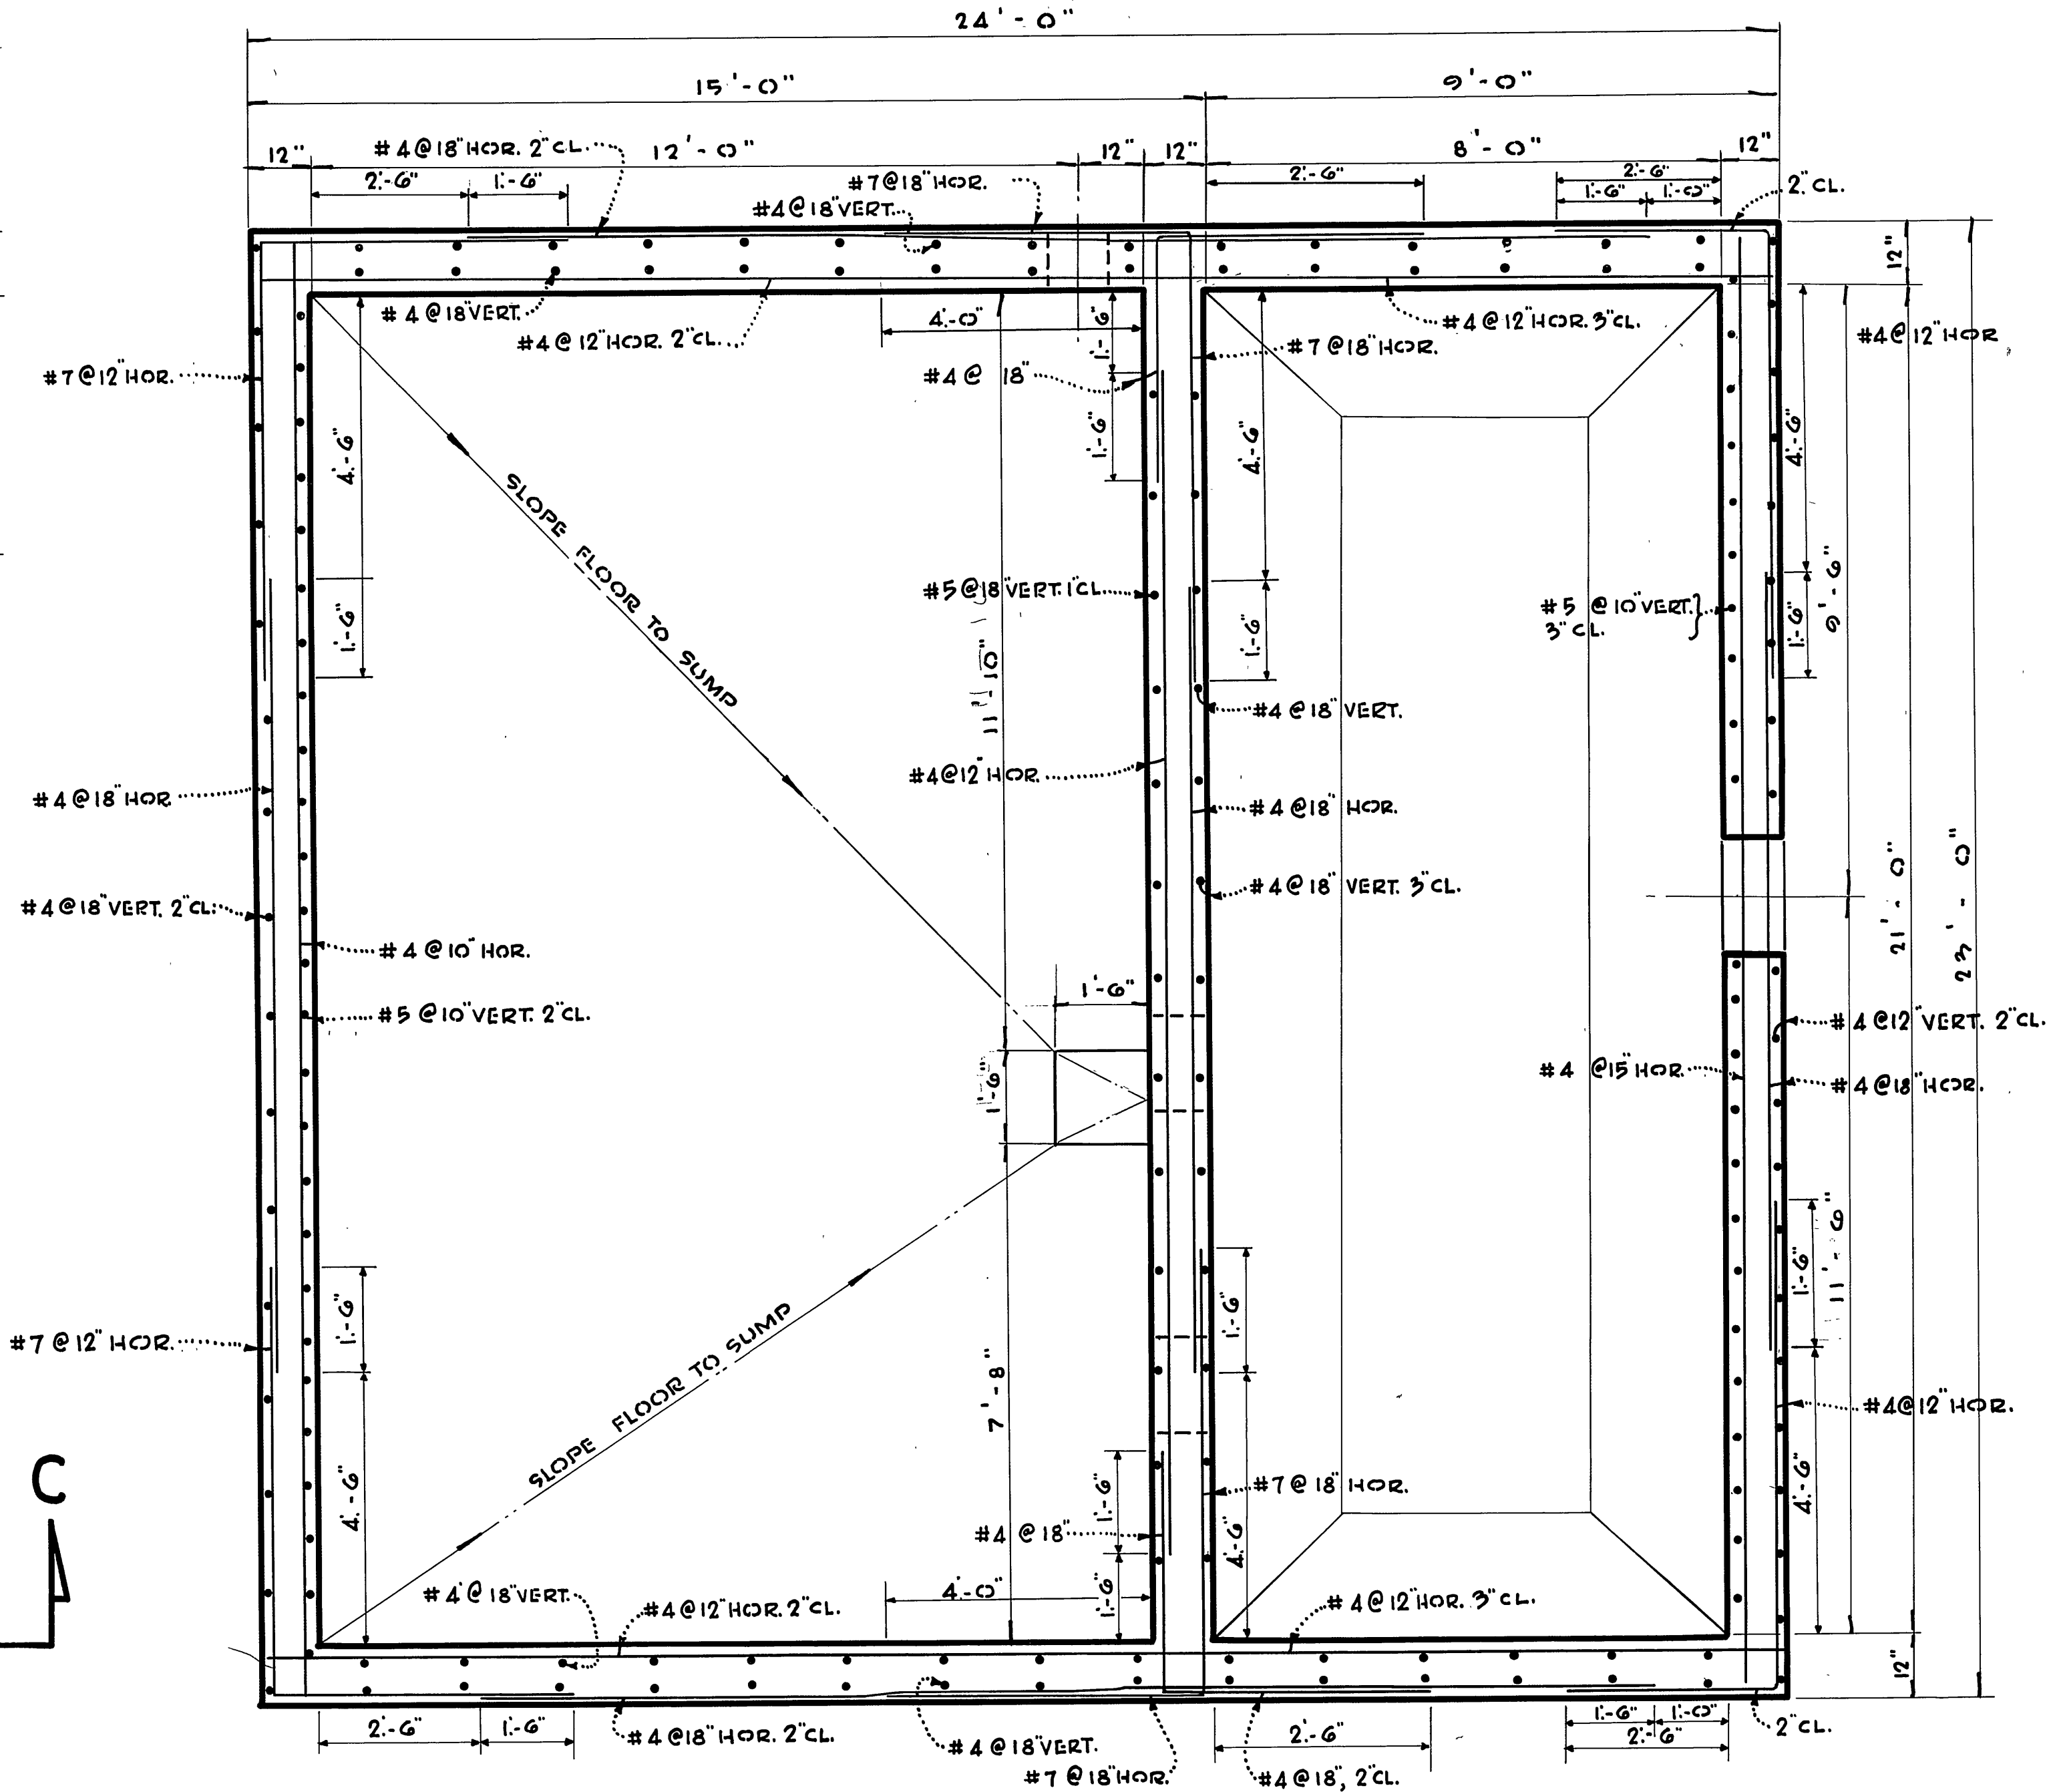 24'-0"
15'-0"
9'-0"
12"
#4@18"HOR. 2"CL.
12'-0"
12"
12"
8'-0"
12"
2'-6"
1'-6"
#7@18"HOR.
2'-6"
2'-6"
1'-6"
1'-0"
2"CL.
#4@18"VERT.
12"
#4@18"VERT.
4'-0"
1'-6"
#4@12"HOR. 3"CL.
#4@12"HOR
#4@12"HOR. 2"CL.
#7@18"HOR.
#7@12"HOR.
#4@ 18"
4'-6"
1'-6"
4'-6"
4'-6"
SLOPE FLOOR TO SUMP
#5@18"VERT. 1"CL.
#5 @10"VERT.
3"CL.
1'-6"
1'-6"
1'-6"
9'-9"
11'-10"
#4@18" VERT.
#4@12" HOR.
#4@18" HOR
#4@18" HOR.
#4@18"VERT. 2"CL.
#4@18" VERT. 3"CL.
21'-0"
23'-0"
#4@10" HOR.
1'-6"
#5@10"VERT. 2"CL.
#4@12"VERT. 2"CL.
1'-6"
#4 @15"HOR.
#4@18"HOR.
1'-6"
1'-6"
1'-6"
11'-9"
#7@12" HOR.
SLOPE FLOOR TO SUMP
7'-8"
#4@12"HOR.
C
4'-6"
1'-6"
#7@18" HOR.
4'-6"
#4@18"
4'-6"
#4@18"VERT.
#4@12"HOR. 2"CL.
4'-0"
1'-6"
#4@12"HOR. 3"CL.
12"
2'-6"
1'-6"
#4@18"HOR. 2"CL.
#4@18"VERT.
2'-6"
1'-6"
1'-0"
2'-6"
2"CL.
#7@18"HOR.
#4@18", 2"CL.